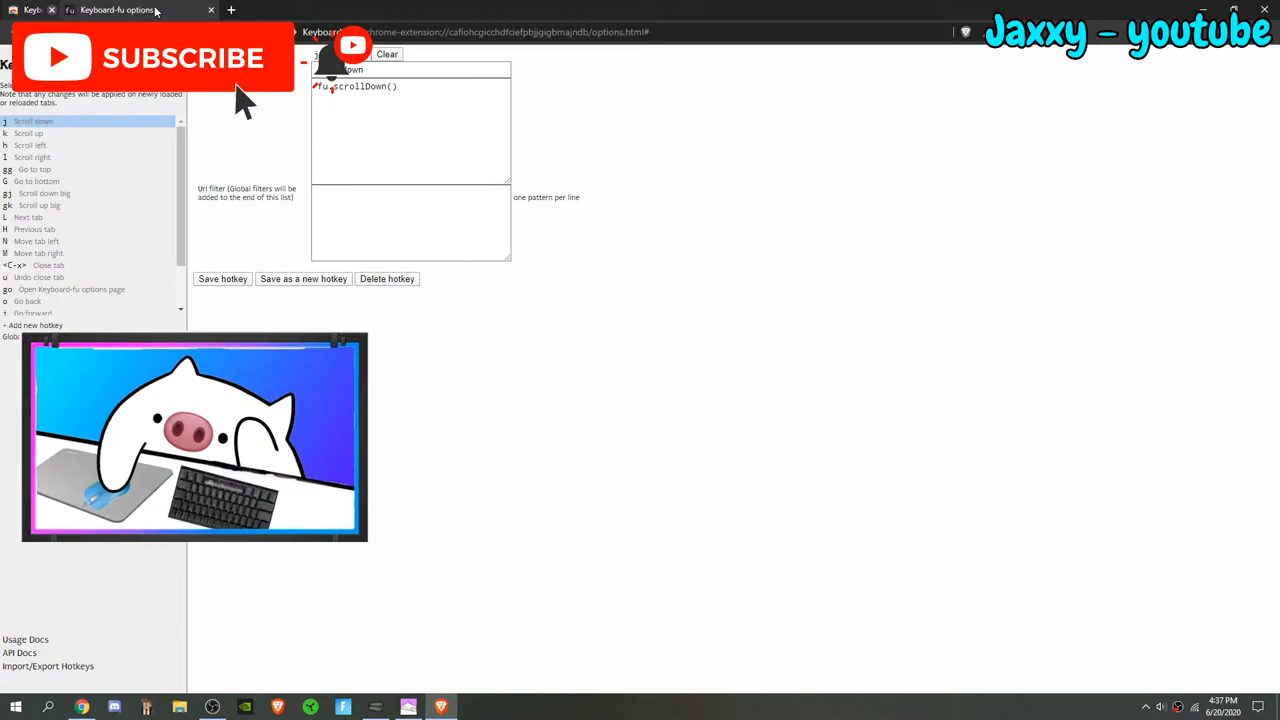 Keyb
fu Keyboard-fu options
Keyboard
chrome-extension://cafiohcgicchdfciefpbjjgigbmajndb/options.html#
Jaxxy - youtube
SUBSCRIBE
Clear
Note that any changes will be applied on newly loaded
or reloaded tabs.
fu.scrollDown()
j Scroll down
k Scroll up
h Scroll left
l Scroll right
gg Go to top
G Go to bottom
gj Scroll down big
gk Scroll up big
L Next tab
H Previous tab
N Move tab left
M Move tab right
<C-x> Close tab
u Undo close tab
go Open Keyboard-fu options page
o Go back
i Go forward
+ Add new hotkey
Url filter (Global filters will
be added to the end of this list)
one pattern per line
Save hotkey
Save as a new hotkey
Delete hotkey
Usage Docs
API Docs
Import/Export Hotkeys
4:37 PM
6/20/2020